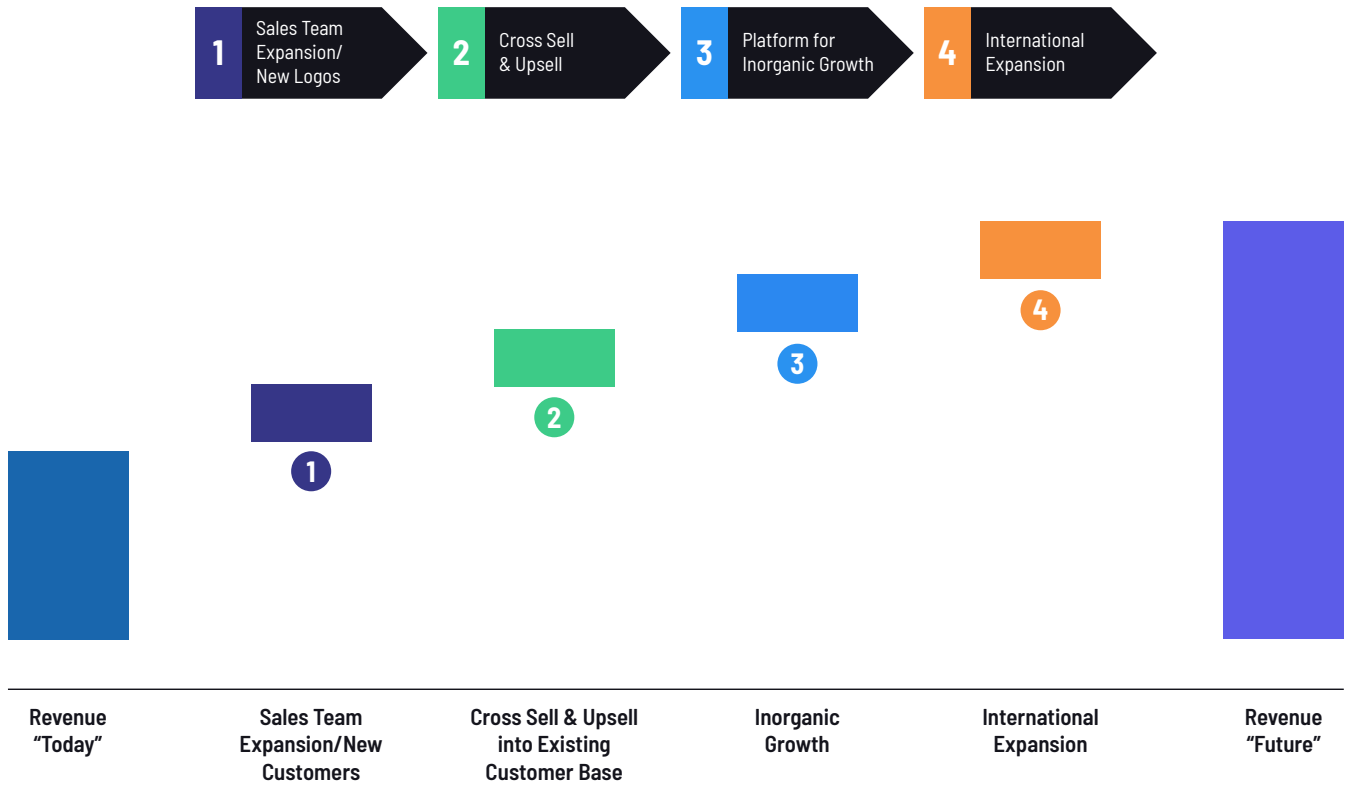 1
Sales Team
Expansion/
New Logos
2
Cross Sell
& Upsell
3
Platform for
Inorganic Growth
4
International
Expansion
4
3
2
1
Revenue
“Today”
Sales Team
Expansion/New
Customers
Cross Sell & Upsell
into Existing
Customer Base
Inorganic
Growth
International
Expansion
Revenue
“Future”